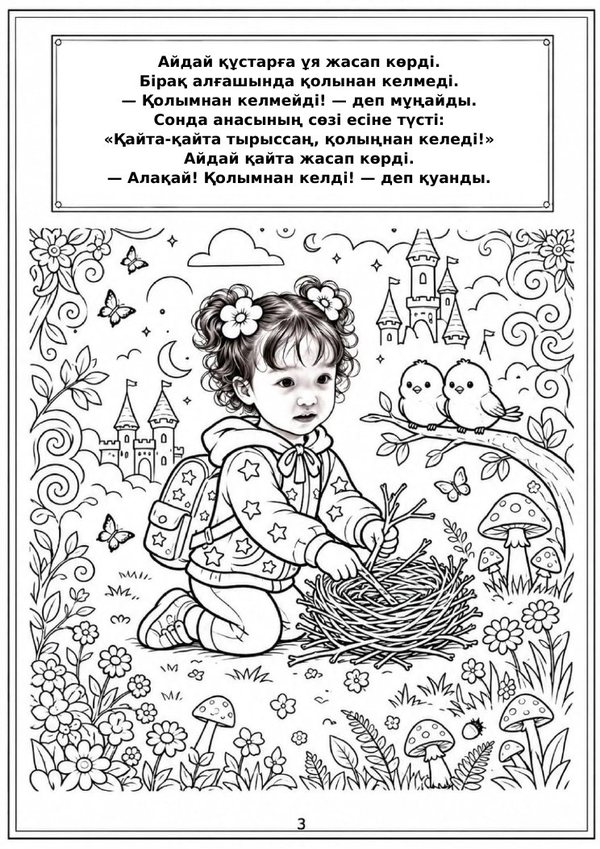 Айдай құстарға ұя жасап көрді.
Бірақ алғашында қолынан келмеді.
— Қолымнан келмейді! — деп мұңайды.
Сонда анасының сөзі есіне түсті:
«Қайта-қайта тырыссаң, қолыңнан келеді!»
Айдай қайта жасап көрді.
— Алақай! Қолымнан келді! — деп қуанды.
3